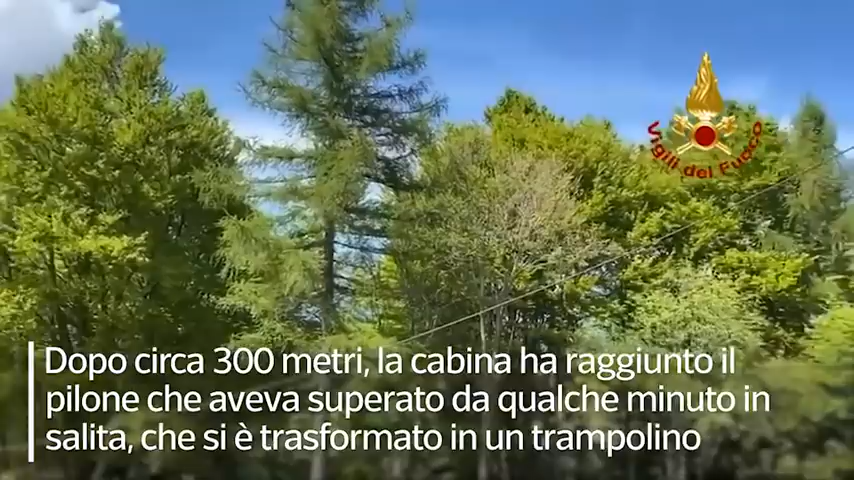 Vigili del Fuoco
Dopo circa 300 metri, la cabina ha raggiunto il
pilone che aveva superato da qualche minuto in
salita, che si è trasformato in un trampolino